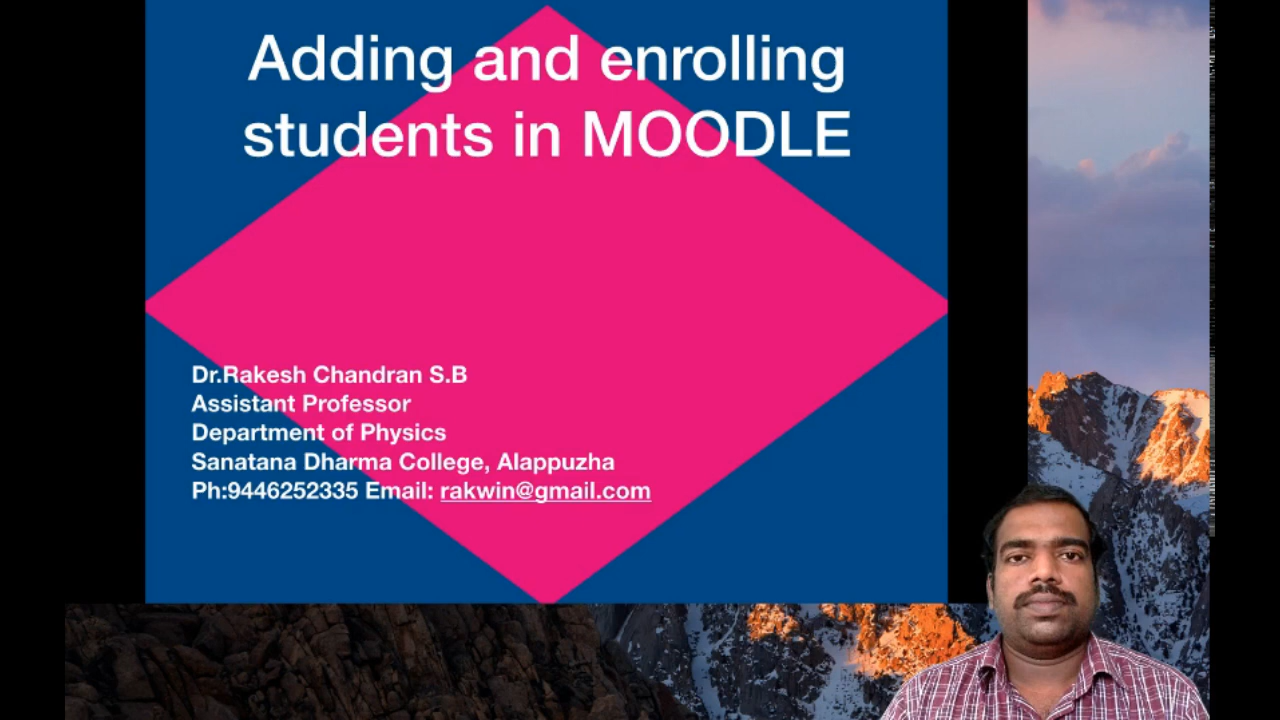 Adding and enrolling
students in MOODLE
Dr.Rakesh Chandran S.B
Assistant Professor
Department of Physics
Sanatana Dharma College, Alappuzha
Ph:9446252335 Email: rakwin@gmail.com